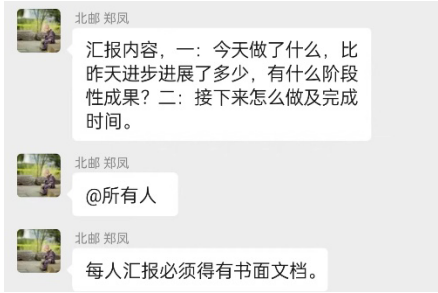 北邮 郑凤
汇报内容，一：今天做了什么，比
昨天进步进展了多少，有什么阶段
性成果？二：接下来怎么做及完成
时间。
北邮 郑凤
@所有人
北邮 郑凤
每人汇报必须得有书面文档。